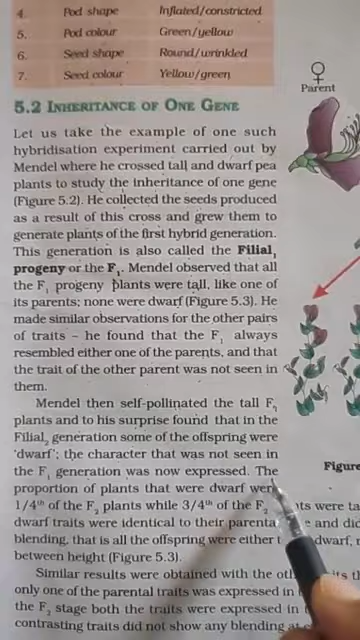 4. Pod shape Inflated/constricted
5. Pod colour Green/yellow
6. Seed shape Round/wrinkled
7. Seed colour Yellow/green
Parent
5.2 INHERITANCE OF ONE GENE
Let us take the example of one such
hybridisation experiment carried out by
Mendel where he crossed tall and dwarf pea
plants to study the inheritance of one gene
(Figure 5.2). He collected the seeds produced
as a result of this cross and grew them to
generate plants of the first hybrid generation.
This generation is also called the Filial₁
progeny or the F₁. Mendel observed that all
the F₁ progeny plants were tall, like one of
its parents; none were dwarf (Figure 5.3). He
made similar observations for the other pairs
of traits – he found that the F₁ always
resembled either one of the parents, and that
the trait of the other parent was not seen in
them.
Mendel then self-pollinated the tall F₁
plants and to his surprise found that in the
Filial₂ generation some of the offspring were
‘dwarf’; the character that was not seen in
the F₁ generation was now expressed. The
proportion of plants that were dwarf were
1/4ᵗʰ of the F₂ plants while 3/4ᵗʰ of the F₂ were ta
dwarf traits were identical to their parenta and did
blending, that is all the offspring were either dwarf,
between height (Figure 5.3).
Similar results were obtained with the
only one of the parental traits was expressed in
the F₂ stage both the traits were expressed in
contrasting traits did not show any blending
Figure